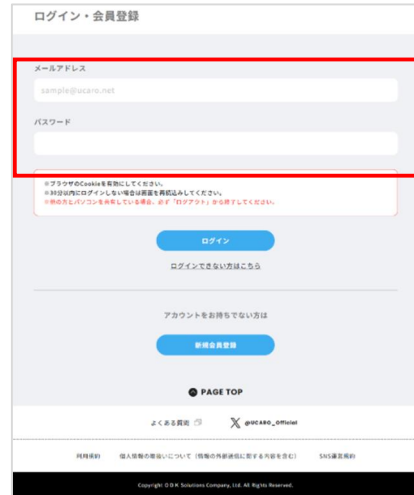 ログイン・会員登録
メールアドレス
sample@ucaro.net
パスワード
※ブラウザのCookieを有効にしてください。
※30分以内にログインしない場合は画面を再読込みしてください。
※他の方とパソコンを共有している場合、必ず「ログアウト」から終了してください。
ログイン
ログインできない方はこちら
アカウントをお持ちでない方は
新規会員登録
PAGE TOP
よくある質問 @UCARO_official
利用規約 個人情報の取扱いについて（情報の外部送信に関する内容を含む） SNS運営規約
Copyright O D K Solutions Company, Ltd. All Rights Reserved.